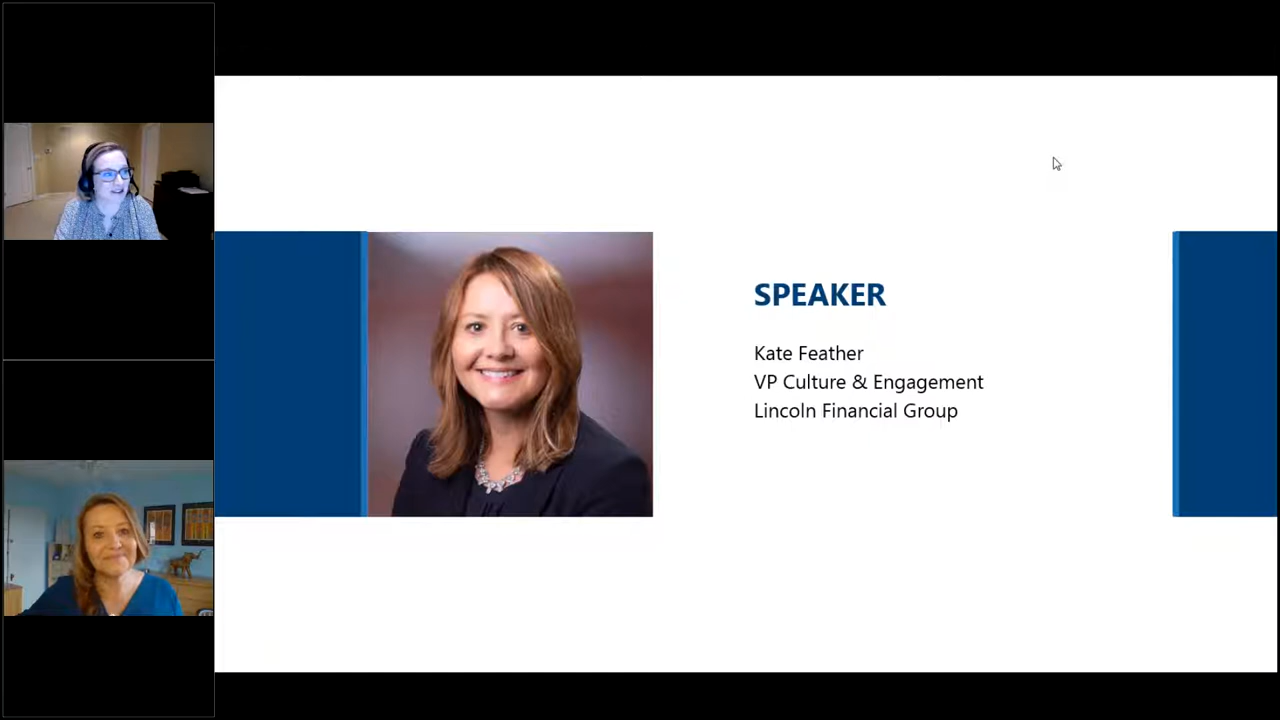 SPEAKER
Kate Feather
VP Culture & Engagement
Lincoln Financial Group